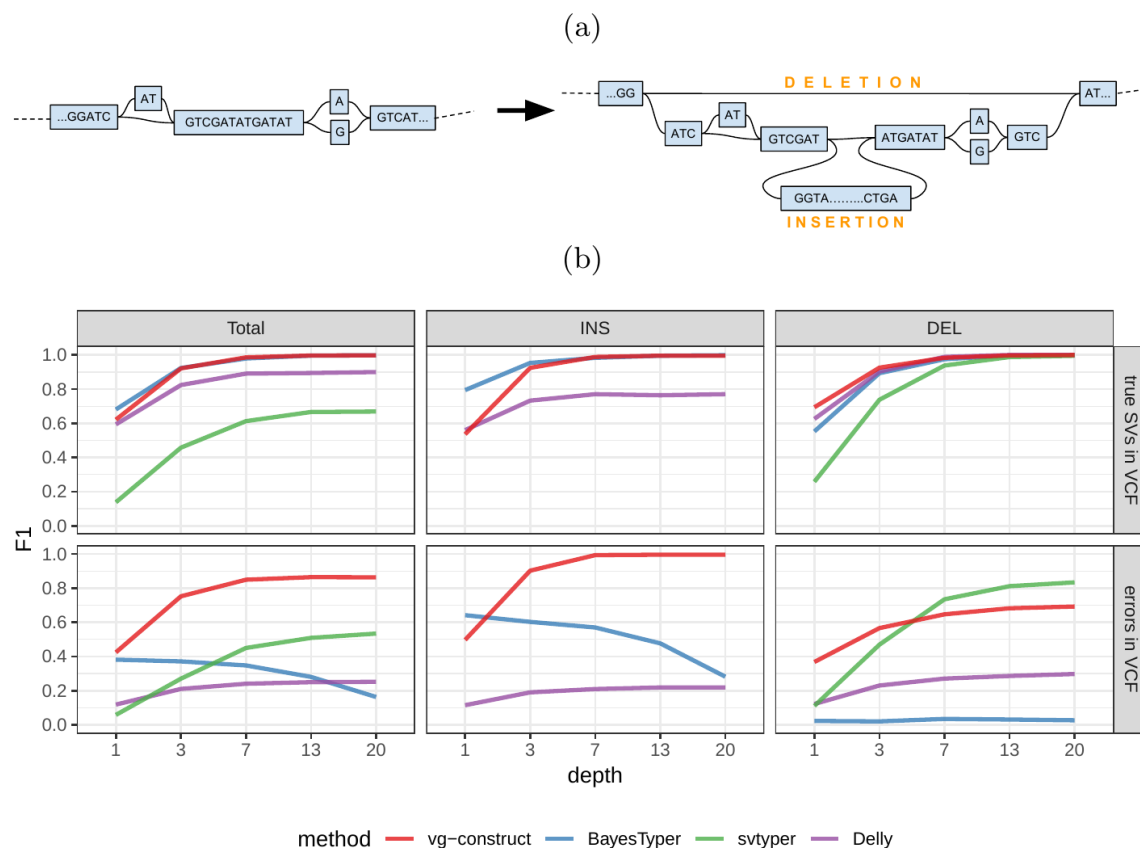 (a)
DELETION
...GG AT...
AT A
...GGATC GTCGATATGATAT GTCAT...
G
AT A
ATC GTCGAT ATGATAT GTC
G
GGTA.........CTGA
INSERTION
(b)
Total INS DEL
1.0
0.8
0.6
0.4
0.2
0.0
true SVs in VCF
F1
1.0
0.8
0.6
0.4
0.2
0.0
errors in VCF
1 3 7 13 20 1 3 7 13 20 1 3 7 13 20
depth
method vg-construct BayesTyper svtyper Delly